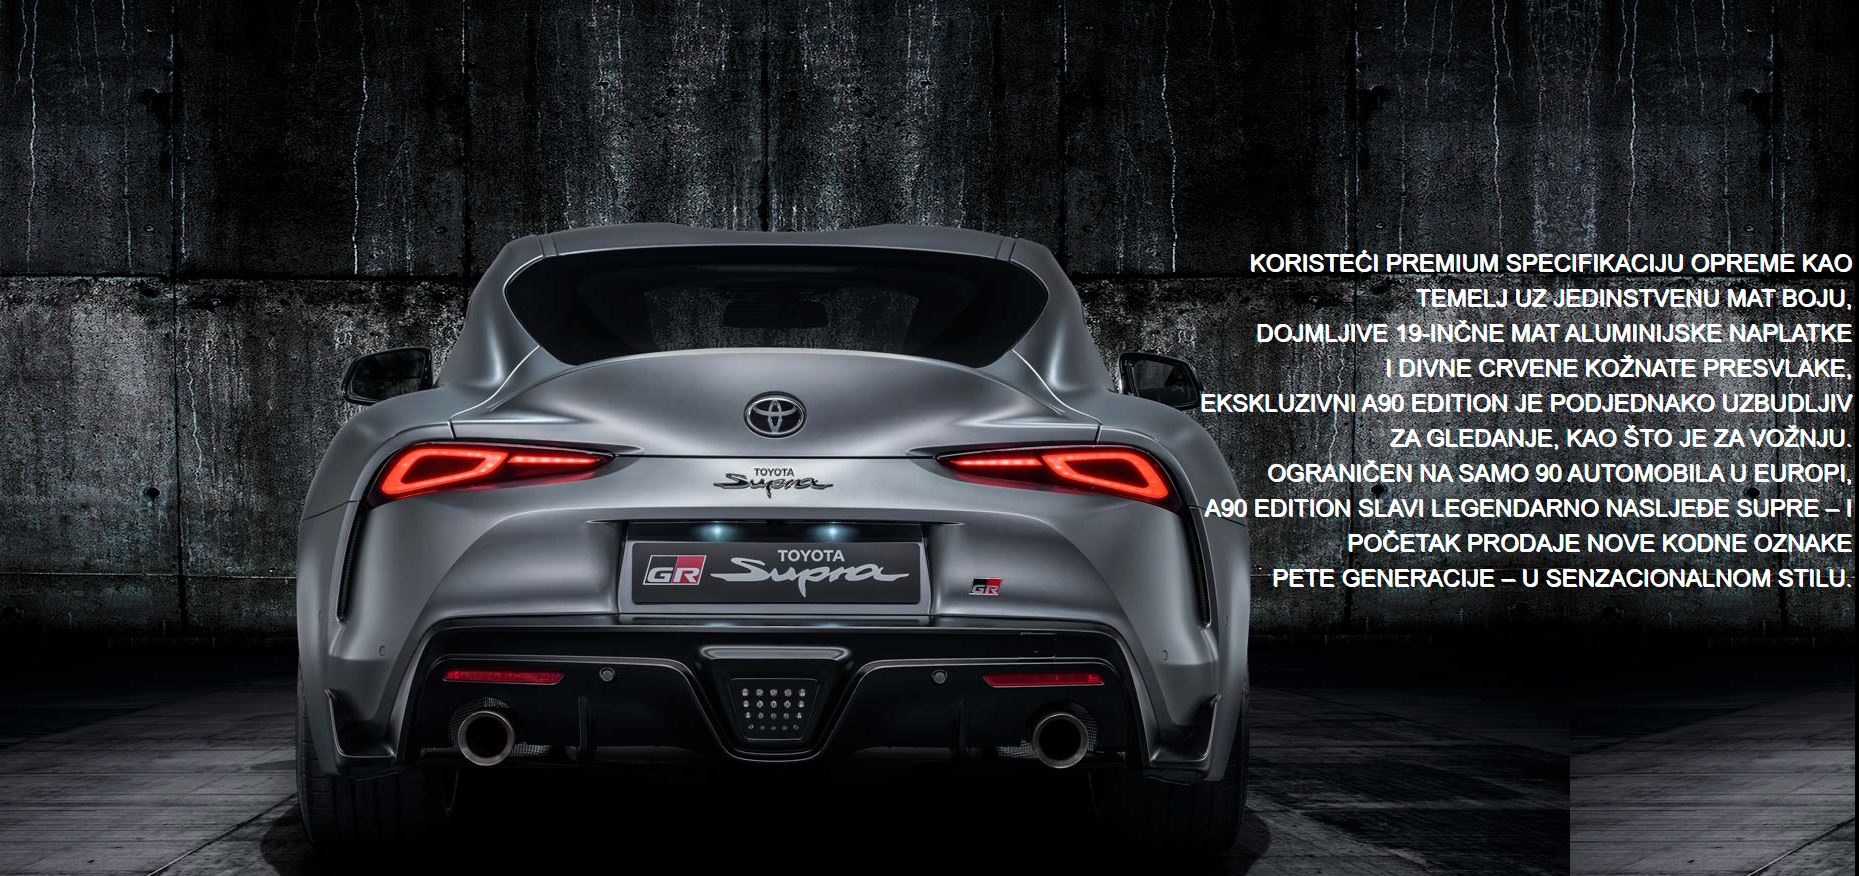 KORISTEĆI PREMIUM SPECIFIKACIJU OPREME KAO
TEMELJ UZ JEDINSTVENU MAT BOJU,
DOJMLJIVE 19-INČNE MAT ALUMINIJSKE NAPLATKE
I DIVNE CRVENE KOŽNATE PRESVLAKE,
EKSKLUZIVNI A90 EDITION JE PODJEDNAKO UZBUDLJIV
ZA GLEDANJE, KAO ŠTO JE ZA VOŽNJU.
OGRANIČEN NA SAMO 90 AUTOMOBILA U EUROPI,
A90 EDITION SLAVI LEGENDARNO NASLJEĐE SUPRE – I
POČETAK PRODAJE NOVE KODNE OZNAKE
PETE GENERACIJE – U SENZACIONALNOM STILU.
TOYOTA
Supra
GR TOYOTA
Supra
GR